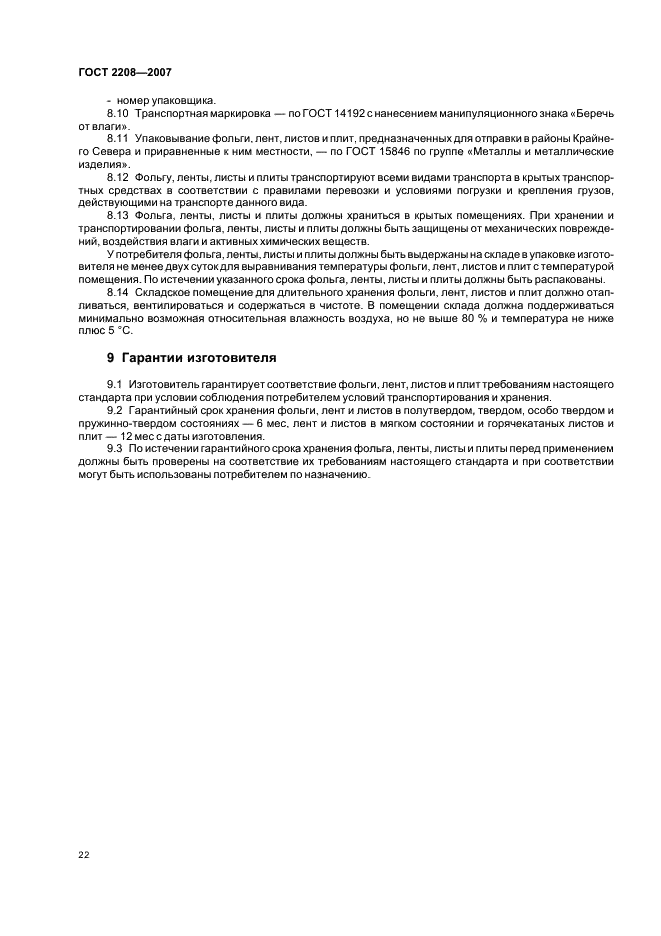 ГОСТ 2208—2007
- номер упаковщика.
8.10 Транспортная маркировка — по ГОСТ 14192 с нанесением манипуляционного знака «Беречь
от влаги».
8.11 Упаковывание фольги, лент, листов и плит, предназначенных для отправки в районы Крайне-
го Севера и приравненные к ним местности, — по ГОСТ 15846 по группе «Металлы и металлические
изделия».
8.12 Фольгу, ленты, листы и плиты транспортируют всеми видами транспорта в крытых транспор-
тных средствах в соответствии с правилами перевозки и условиями погрузки и крепления грузов,
действующими на транспорте данного вида.
8.13 Фольга, ленты, листы и плиты должны храниться в крытых помещениях. При хранении и
транспортировании фольга, ленты, листы и плиты должны быть защищены от механических поврежде-
ний, воздействия влаги и активных химических веществ.
У потребителя фольга, ленты, листы и плиты должны быть выдержаны на складе в упаковке изгото-
вителя не менее двух суток для выравнивания температуры фольги, лент, листов и плит с температурой
помещения. По истечении указанного срока фольга, ленты, листы и плиты должны быть распакованы.
8.14 Складское помещение для длительного хранения фольги, лент, листов и плит должно отап-
ливаться, вентилироваться и содержаться в чистоте. В помещении склада должна поддерживаться
минимально возможная относительная влажность воздуха, но не выше 80 % и температура не ниже
плюс 5 °С.
9 Гарантии изготовителя
9.1 Изготовитель гарантирует соответствие фольги, лент, листов и плит требованиям настоящего
стандарта при условии соблюдения потребителем условий транспортирования и хранения.
9.2 Гарантийный срок хранения фольги, лент и листов в полутвердом, твердом, особо твердом и
пружинно-твердом состояниях — 6 мес, лент и листов в мягком состоянии и горячекатаных листов и
плит — 12 мес с даты изготовления.
9.3 По истечении гарантийного срока хранения фольга, ленты, листы и плиты перед применением
должны быть проверены на соответствие их требованиям настоящего стандарта и при соответствии
могут быть использованы потребителем по назначению.
22